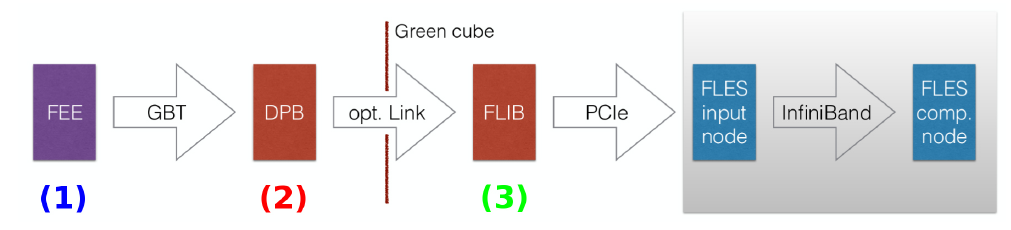 Green cube
FEE
GBT
DPB
opt. Link
FLIB
PCIe
FLES
input
node
InfiniBand
FLES
comp.
node
(1)
(2)
(3)